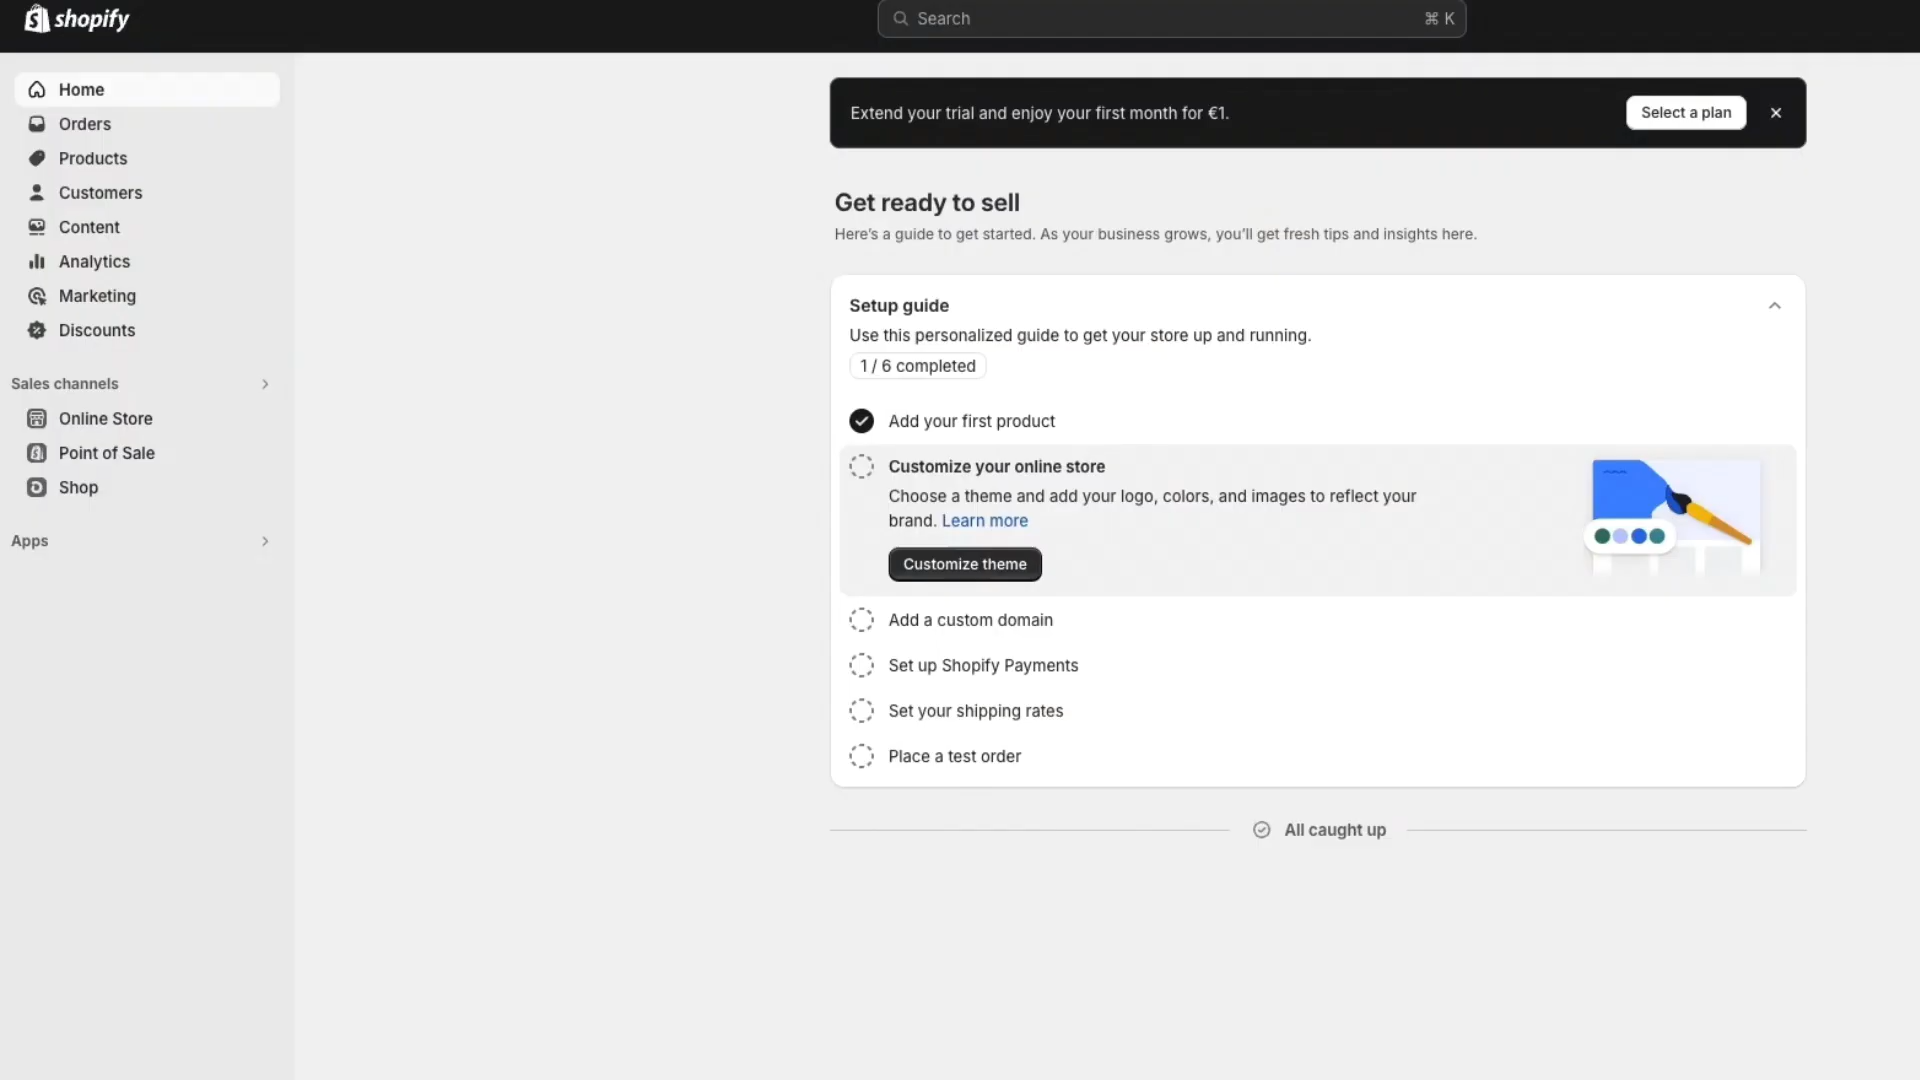 shopify
Search
⌘ K
Home
Orders
Products
Customers
Content
Analytics
Marketing
Discounts
Sales channels
Online Store
Point of Sale
Shop
Apps
Extend your trial and enjoy your first month for €1.
Select a plan
Get ready to sell
Here's a guide to get started. As your business grows, you'll get fresh tips and insights here.
Setup guide
Use this personalized guide to get your store up and running.
1 / 6 completed
Add your first product
Customize your online store
Choose a theme and add your logo, colors, and images to reflect your
brand. Learn more
Customize theme
Add a custom domain
Set up Shopify Payments
Set your shipping rates
Place a test order
All caught up